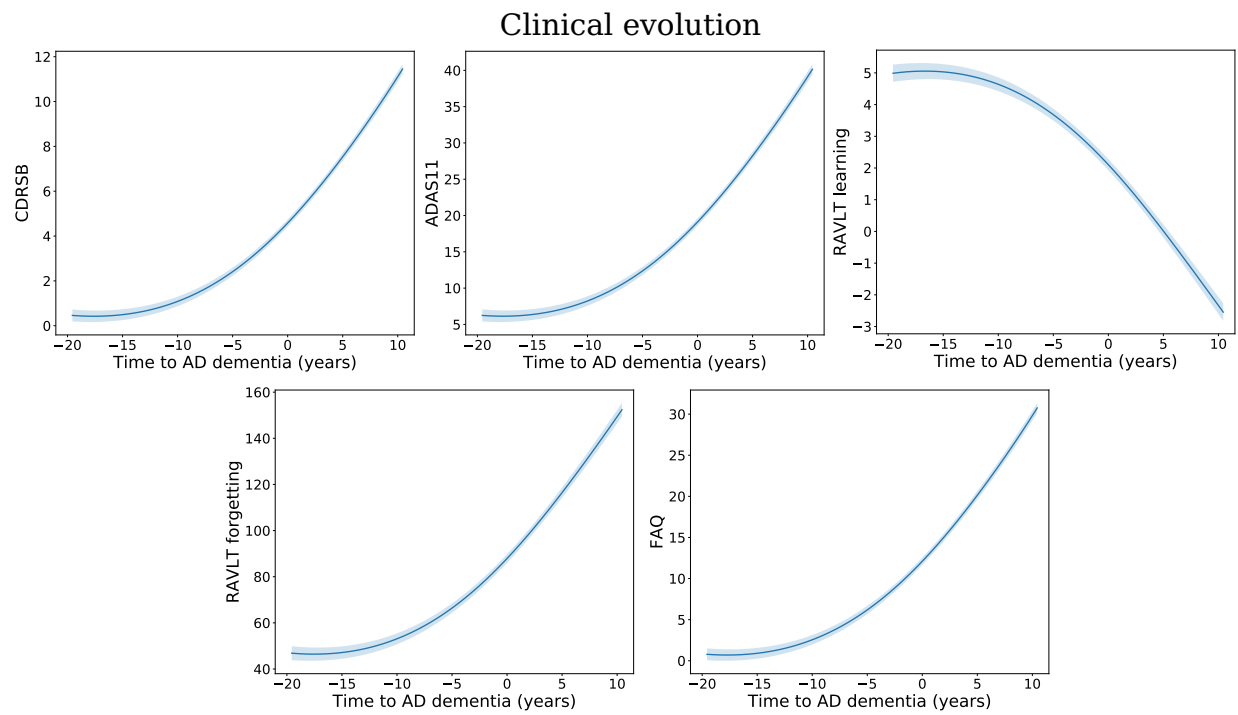 Clinical evolution
CDRSB
12
10
8
6
4
2
0
−20 −15 −10 −5 0 5 10
Time to AD dementia (years)
ADAS11
40
35
30
25
20
15
10
5
−20 −15 −10 −5 0 5 10
Time to AD dementia (years)
RAVLT learning
5
4
3
2
1
0
−1
−2
−3
−20 −15 −10 −5 0 5 10
Time to AD dementia (years)
RAVLT forgetting
160
140
120
100
80
60
40
−20 −15 −10 −5 0 5 10
Time to AD dementia (years)
FAQ
30
25
20
15
10
5
0
−20 −15 −10 −5 0 5 10
Time to AD dementia (years)